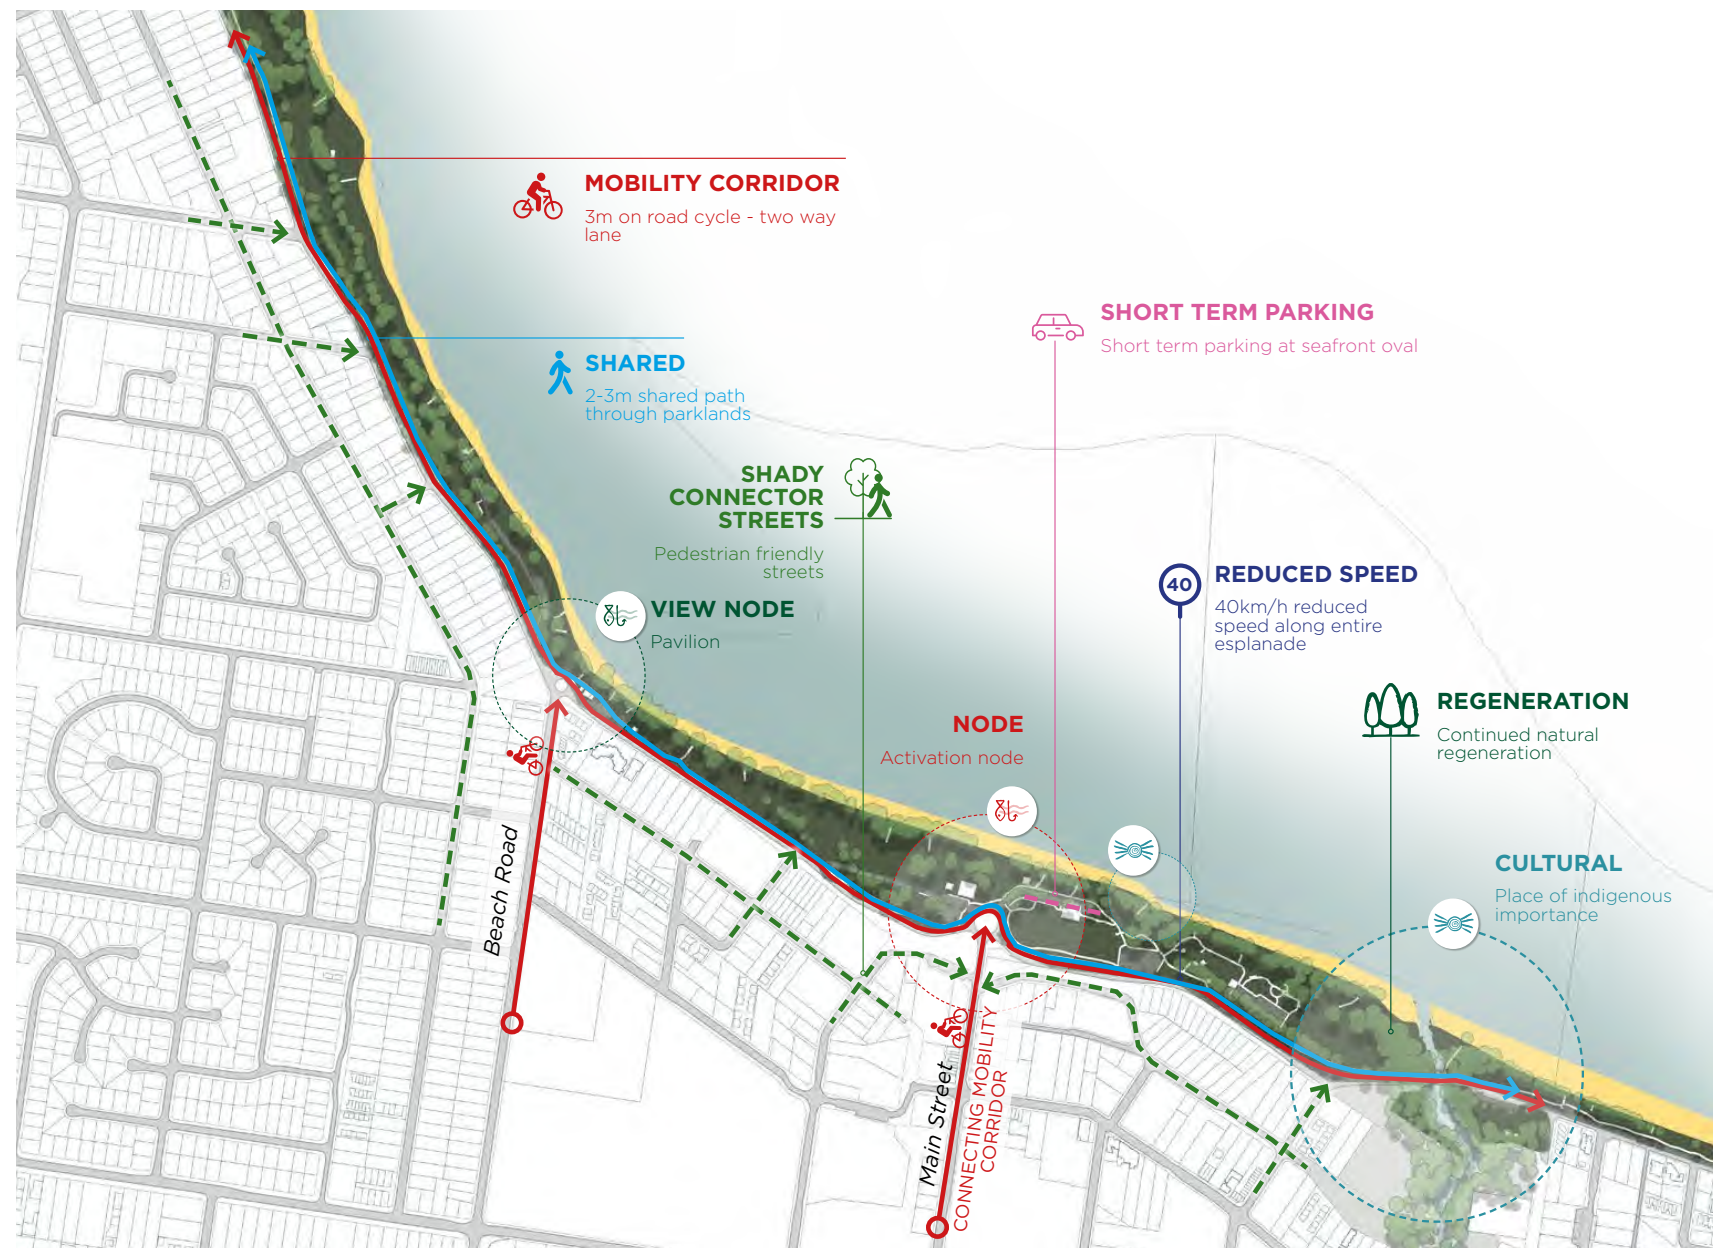 MOBILITY CORRIDOR
3m on road cycle - two way
lane
SHORT TERM PARKING
Short term parking at seafront oval
SHARED
2-3m shared path
through parklands
SHADY
CONNECTOR
STREETS
Pedestrian friendly
streets
VIEW NODE
Pavilion
40
REDUCED SPEED
40km/h reduced
speed along entire
esplanade
REGENERATION
Continued natural
regeneration
NODE
Activation node
CULTURAL
Place of indigenous
importance
Beach Road
Main Street
CONNECTING MOBILITY
CORRIDOR